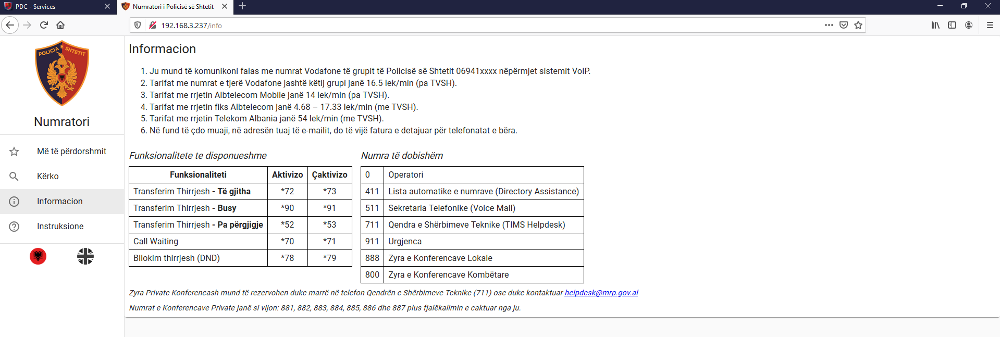 PDC - Services
Numratori i Policisë së Shtetit
192.168.3.237/info
POLICIA E SHTETIT
Numratori
Më të përdorshmit
Kërko
Informacion
Instruksione
Informacion
1. Ju mund të komunikoni falas me numrat Vodafone të grupit të Policisë së Shtetit 06941xxxx nëpërmjet sistemit VoIP.
2. Tarifat me numrat e tjerë Vodafone jashtë këtij grupi janë 16.5 lek/min (pa TVSH).
3. Tarifat me rrjetin Albtelecom Mobile janë 14 lek/min (pa TVSH).
4. Tarifat me rrjetin fiks Albtelecom janë 4.68 – 17.33 lek/min (me TVSH).
5. Tarifat me rrjetin Telekom Albania janë 54 lek/min (me TVSH).
6. Në fund të çdo muaji, në adresën tuaj të e-mailit, do të vijë fatura e detajuar për telefonatat e bëra.
Funksionalitete te disponueshme
Funksionaliteti Aktivizo Çaktivizo
Transferim Thirrjesh - Të gjitha *72 *73
Transferim Thirrjesh - Busy *90 *91
Transferim Thirrjesh - Pa përgjigje *52 *53
Call Waiting *70 *71
Bllokim thirrjesh (DND) *78 *79
Numra të dobishëm
0 Operatori
411 Lista automatike e numrave (Directory Assistance)
511 Sekretaria Telefonike (Voice Mail)
711 Qendra e Shërbimeve Teknike (TIMS Helpdesk)
911 Urgjenca
888 Zyra e Konferencave Lokale
800 Zyra e Konferencave Kombëtare
Zyra Private Konferencash mund të rezervohen duke marrë në telefon Qendrën e Shërbimeve Teknike (711) ose duke kontaktuar helpdesk@mrp.gov.al
Numrat e Konferencave Private janë si vijon: 881, 882, 883, 884, 885, 886 dhe 887 plus fjalëkalimin e caktuar nga ju.